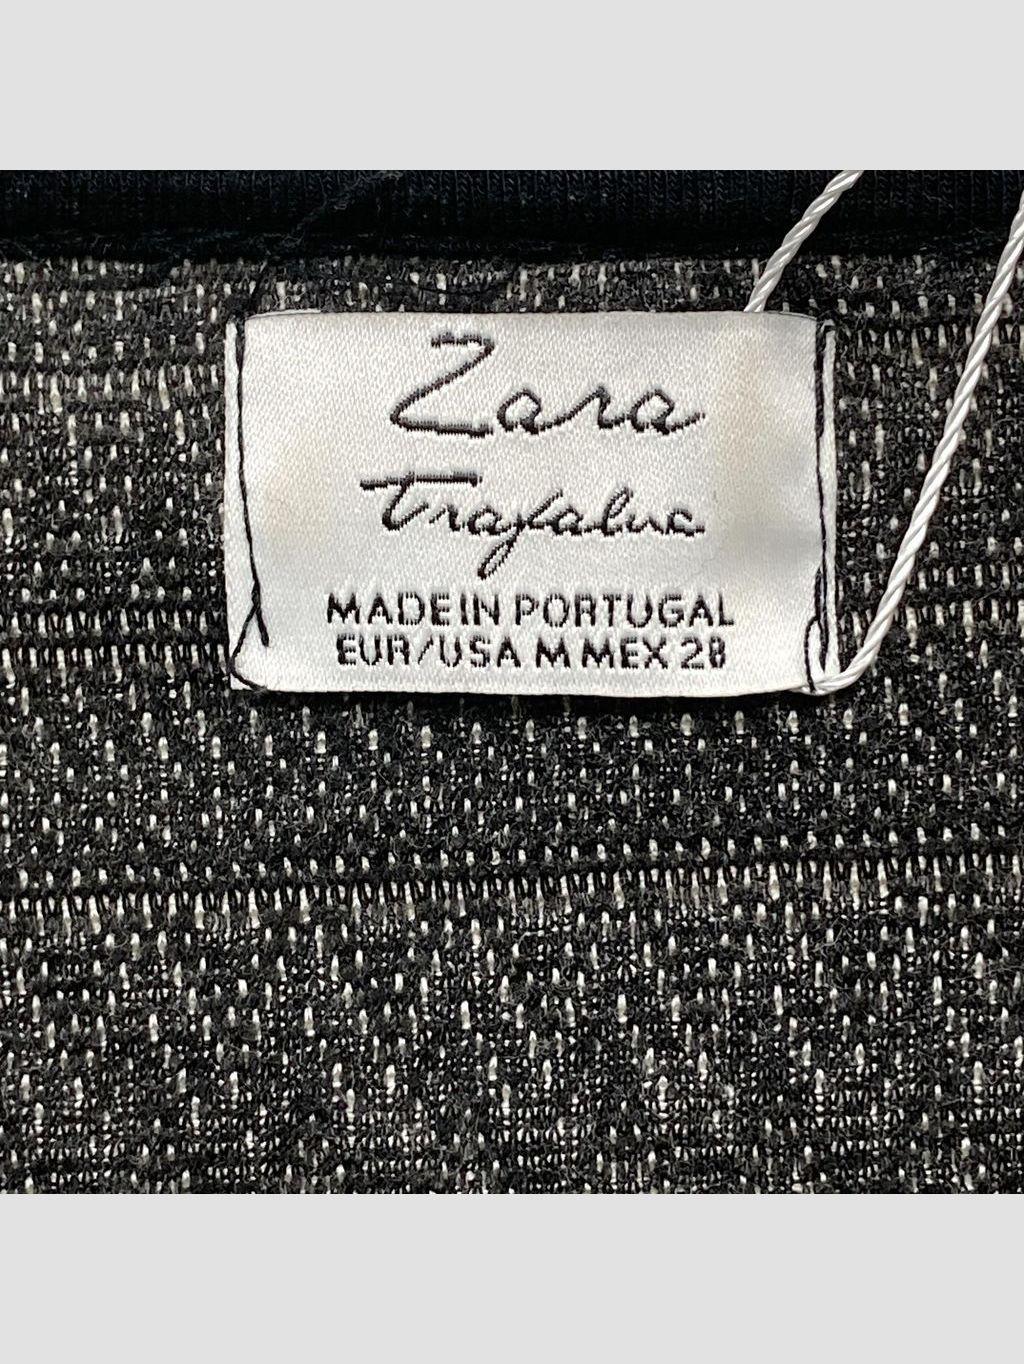 Zara
Trafaluc
MADE IN PORTUGAL
EUR/USA M MEX 28